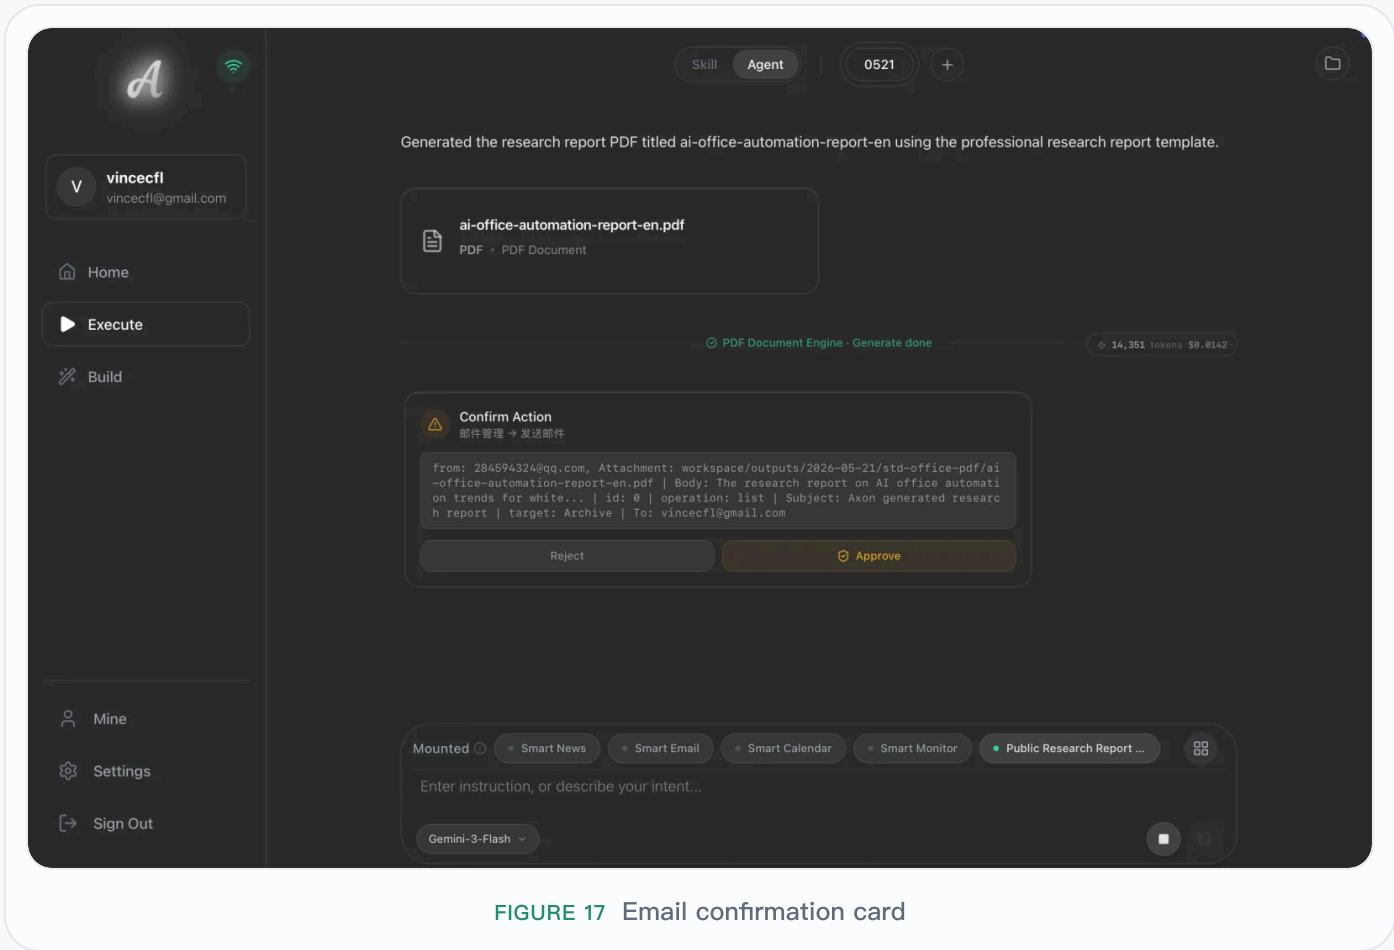 A
Skill
Agent
0521
V
vincecfl
vincecfl@gmail.com
Home
Execute
Build
Mine
Settings
Sign Out
Generated the research report PDF titled ai-office-automation-report-en using the professional research report template.
ai-office-automation-report-en.pdf
PDF • PDF Document
PDF Document Engine · Generate done
14,351 tokens $0.0142
Confirm Action
邮件管理 → 发送邮件
from: 284594324@qq.com, Attachment: workspace/outputs/2026-05-21/std-office-pdf/ai
-office-automation-report-en.pdf | Body: The research report on AI office automati
on trends for white... | id: 0 | operation: list | Subject: Axon generated researc
h report | target: Archive | To: vincecfl@gmail.com
Reject
Approve
Mounted
Smart News
Smart Email
Smart Calendar
Smart Monitor
Public Research Report ...
Enter instruction, or describe your intent...
Gemini-3-Flash
FIGURE 17 Email confirmation card